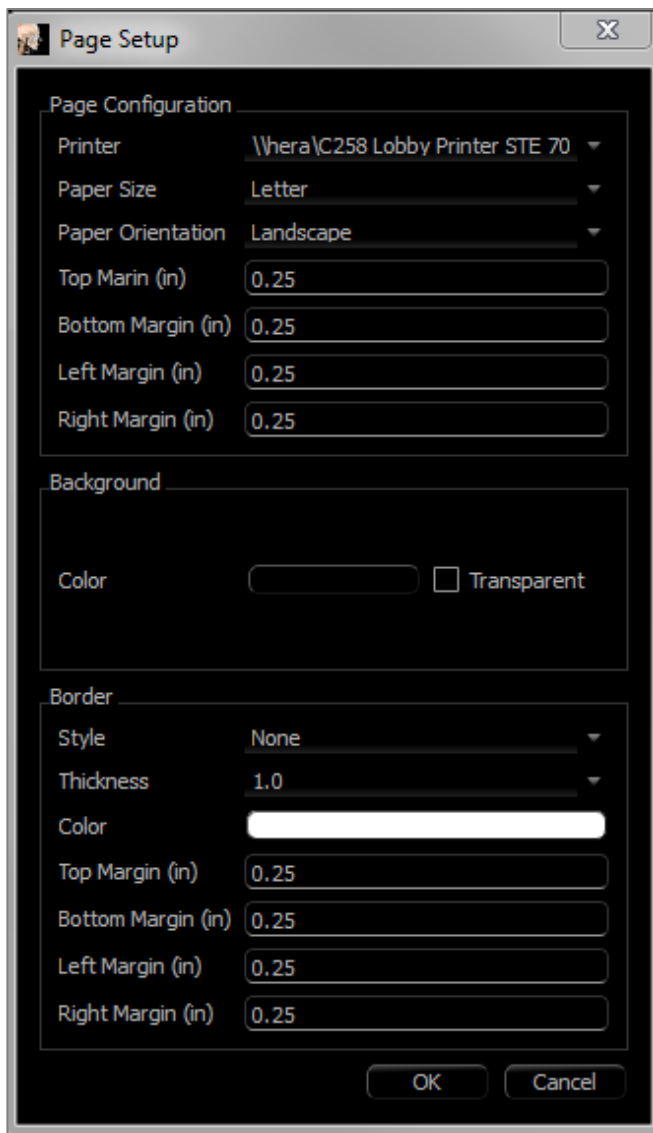 Page Setup
Page Configuration
Printer \\hera\C258 Lobby Printer STE 70
Paper Size Letter
Paper Orientation Landscape
Top Marin (in) 0.25
Bottom Margin (in) 0.25
Left Margin (in) 0.25
Right Margin (in) 0.25
Background
Color Transparent
Border
Style None
Thickness 1.0
Color
Top Margin (in) 0.25
Bottom Margin (in) 0.25
Left Margin (in) 0.25
Right Margin (in) 0.25
OK Cancel